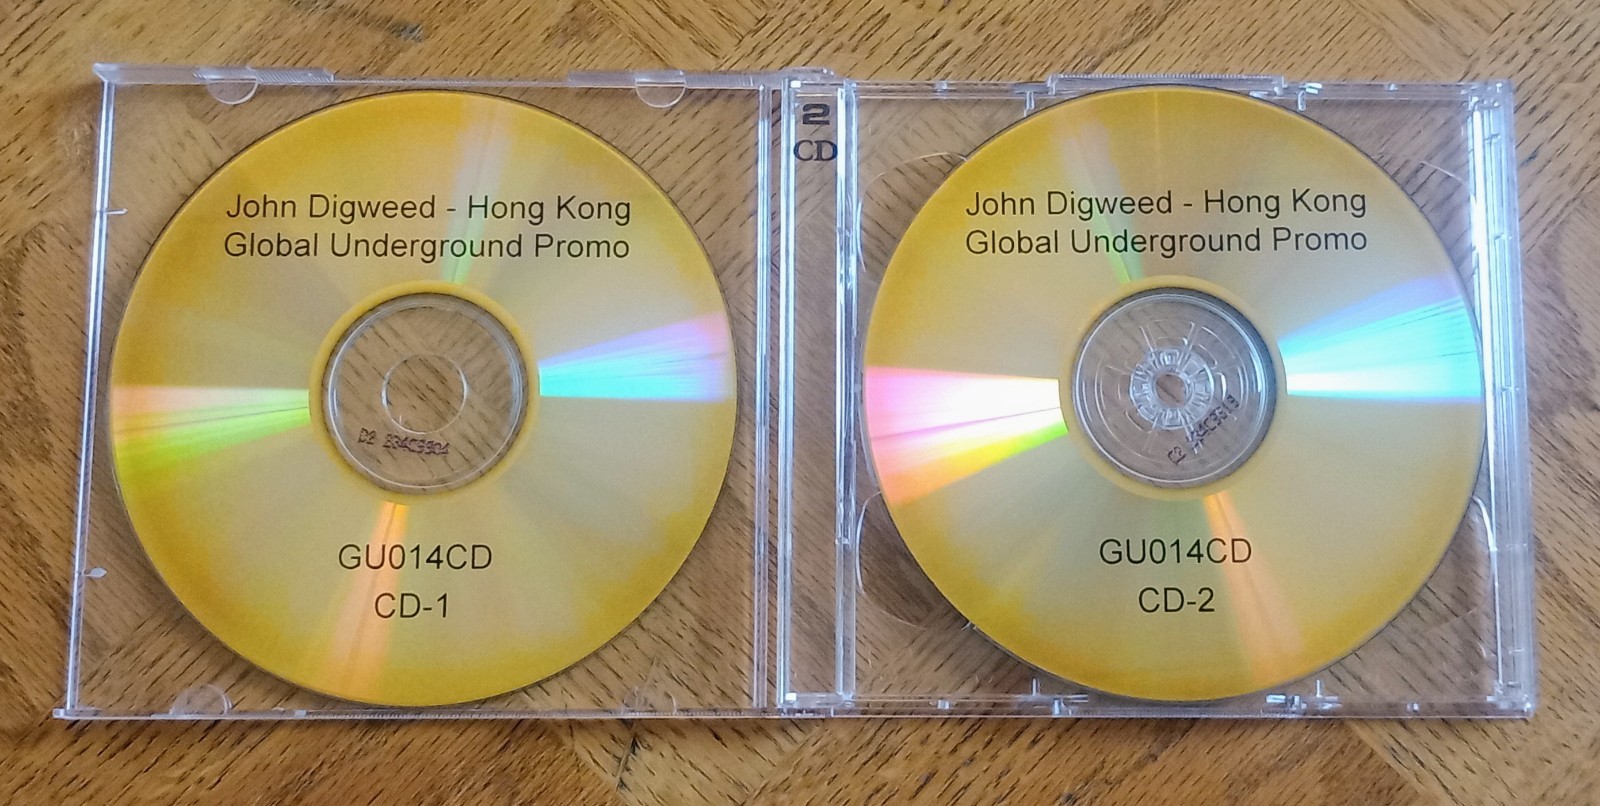 John Digweed - Hong Kong
Global Underground Promo
GU014CD
CD-1
2
CD
John Digweed - Hong Kong
Global Underground Promo
GU014CD
CD-2